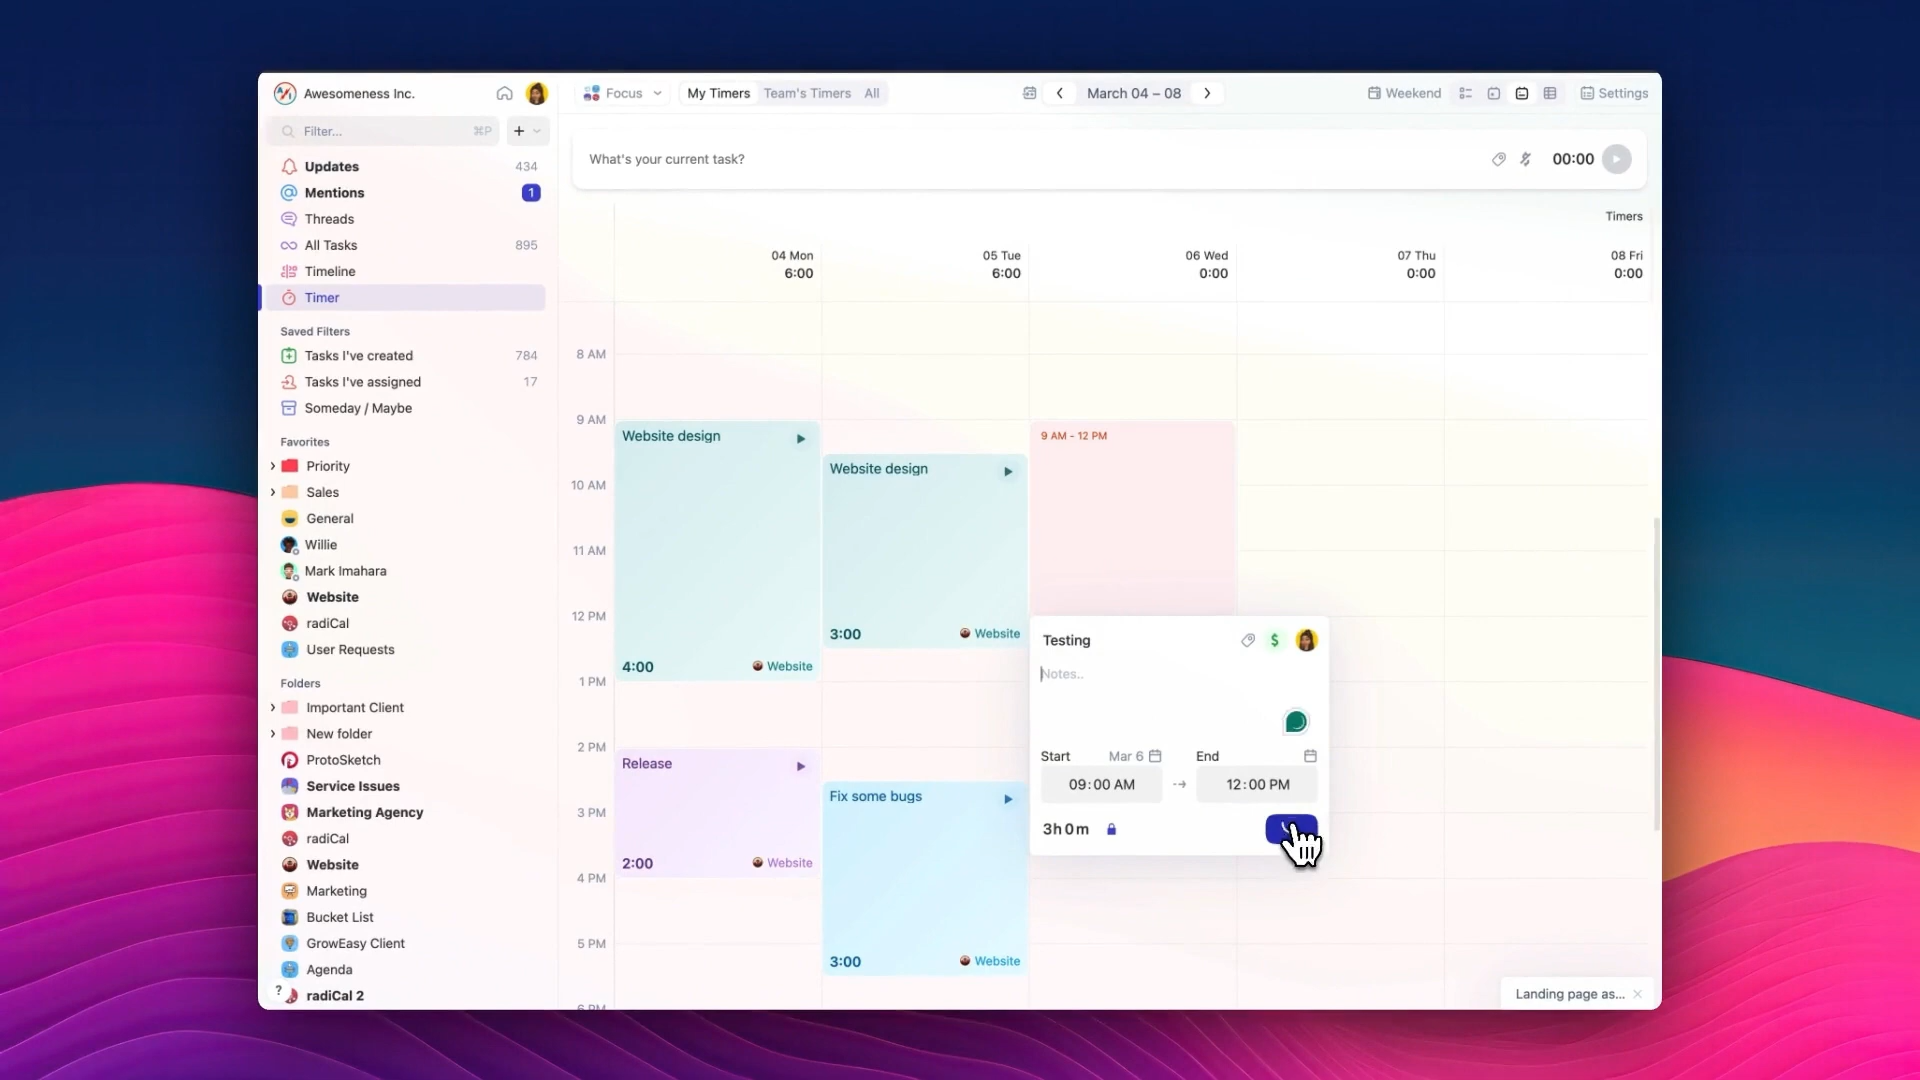 Awesomeness Inc.
Filter...
⌘P
Updates 434
Mentions 1
Threads
All Tasks 895
Timeline
Timer
Saved Filters
Tasks I've created 784
Tasks I've assigned 17
Someday / Maybe
Favorites
Priority
Sales
General
Willie
Mark Imahara
Website
radiCal
User Requests
Folders
Important Client
New folder
ProtoSketch
Service Issues
Marketing Agency
radiCal
Website
Marketing
Bucket List
GrowEasy Client
Agenda
radiCal 2
?
Focus
My Timers Team's Timers All
March 04 – 08
Weekend
Settings
What's your current task?
00:00
Timers
04 Mon
6:00
05 Tue
6:00
06 Wed
0:00
07 Thu
0:00
08 Fri
0:00
8 AM
9 AM
10 AM
11 AM
12 PM
1 PM
2 PM
3 PM
4 PM
5 PM
6 PM
Website design
4:00 Website
Release
2:00 Website
Website design
3:00 Website
Fix some bugs
3:00 Website
9 AM - 12 PM
Testing
$
Notes..
Start Mar 6
End
09:00 AM
12:00 PM
3h 0m
Landing page as...